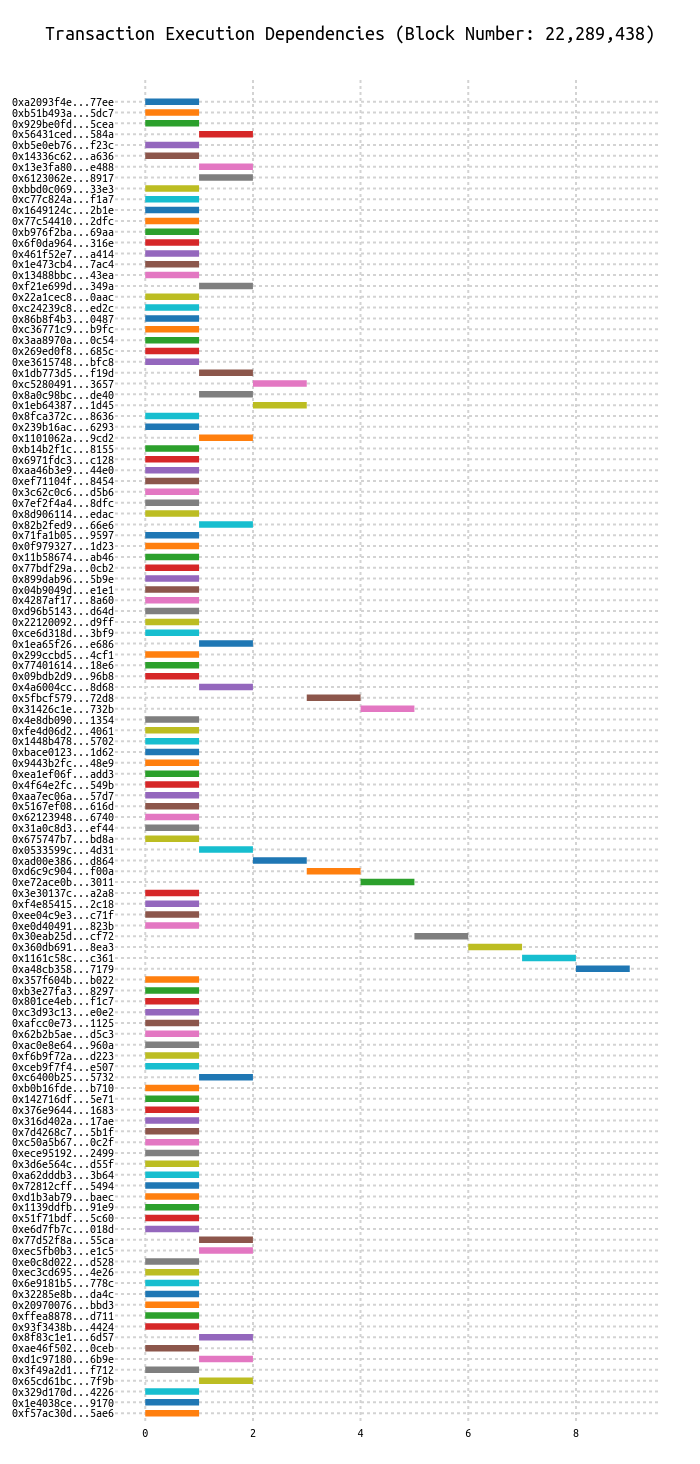 Transaction Execution Dependencies (Block Number: 22,289,438)
0xa2093f4e...77ee
0xb51b493a...5dc7
0x929be0fd...5cea
0x56431ced...584a
0xb5e0eb76...f23c
0x14336c62...a636
0x13e3fa80...e488
0x6123062e...8917
0xbbd0c069...33e3
0xc77c824a...f1a7
0x1649124c...2b1e
0x77c54410...2dfc
0xb976f2ba...69aa
0x6f0da964...316e
0x461f52e7...a414
0x1e473cb4...7ac4
0x13488bbc...43ea
0xf21e699d...349a
0x22a1cec8...0aac
0xc24239c8...ed2c
0x86b8f4b3...0487
0xc36771c9...b9fc
0x3aa8970a...0c54
0x269ed0f8...685c
0xe3615748...bfc8
0x1db773d5...f19d
0xc5280491...3657
0x8a0c98bc...de40
0x1eb64387...1d45
0x8fca372c...8636
0x239b16ac...6293
0x1101062a...9cd2
0xb14b2f1c...8155
0x6971fdc3...c128
0xaa46b3e9...44e0
0xef71104f...8454
0x3c62c0c6...d5b6
0x7ef2f4a4...8dfc
0x8d906114...edac
0x82b2fed9...66e6
0x71fa1b05...9597
0x0f979327...1d23
0x11b58674...ab46
0x77bdf29a...0cb2
0x899dab96...5b9e
0x04b9049d...e1e1
0x4287af17...8a60
0xd96b5143...d64d
0x22120092...d9ff
0xce6d318d...3bf9
0x1ea65f26...e686
0x299ccbd5...4cf1
0x77401614...18e6
0x09bdb2d9...96b8
0x4a6004cc...8d68
0x5fbcf579...72d8
0x31426c1e...732b
0x4e8db090...1354
0xfe4d06d2...4061
0x1448b478...5702
0xbace0123...1d62
0x9443b2fc...48e9
0xea1ef06f...add3
0x4f64e2fc...549b
0xaa7ec06a...57d7
0x5167ef08...616d
0x62123948...6740
0x31a0c8d3...ef44
0x675747b7...bd8a
0x0533599c...4d31
0xad00e386...d864
0xd6c9c904...f00a
0xe72ace0b...3011
0x3e30137c...a2a8
0xf4e85415...2c18
0xee04c9e3...c71f
0xe0d40491...823b
0x30eab25d...cf72
0x360db691...8ea3
0x1161c58c...c361
0xa48cb358...7179
0x357f604b...b022
0xb3e27fa3...8297
0x801ce4eb...f1c7
0xc3d93c13...e0e2
0xafcc0e73...1125
0x62b2b5ae...d5c3
0xac0e8e64...960a
0xf6b9f72a...d223
0xceb9f7f4...e507
0xc6400b25...5732
0xb0b16fde...b710
0x142716df...5e71
0x376e9644...1683
0x316d402a...17ae
0x7d4268c7...5b1f
0xc50a5b67...0c2f
0xece95192...2499
0x3d6e564c...d55f
0xa62dddb3...3b64
0x72812cff...5494
0xd1b3ab79...baec
0x1139ddfb...91e9
0x51f71bdf...5c60
0xe6d7fb7c...018d
0x77d52f8a...55ca
0xec5fb0b3...e1c5
0xe0c8d022...d528
0xec3cd695...4e26
0x6e9181b5...778c
0x32285e8b...da4c
0x20970076...bbd3
0xffea8878...d711
0x93f3438b...4424
0x8f83c1e1...6d57
0xae46f502...0ceb
0xd1c97180...6b9e
0x3f49a2d1...f712
0x65cd61bc...7f9b
0x329d170d...4226
0x1e4038ce...9170
0xf57ac30d...5ae6
0 2 4 6 8